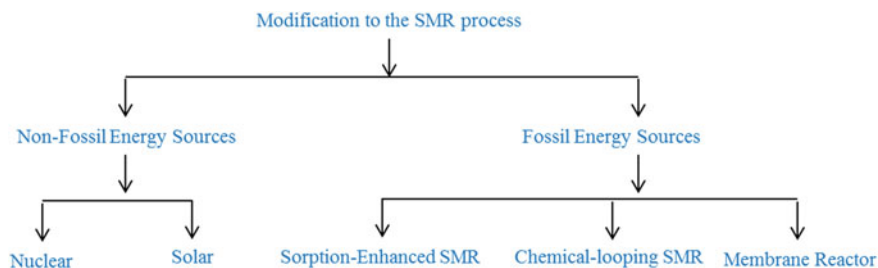 Modification to the SMR process
Non-Fossil Energy Sources
Fossil Energy Sources
Nuclear
Solar
Sorption-Enhanced SMR
Chemical-looping SMR
Membrane Reactor